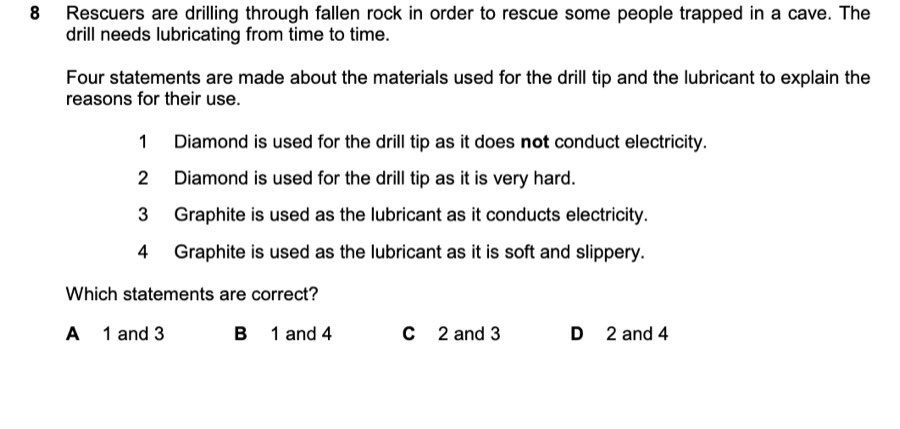 8 Rescuers are drilling through fallen rock in order to rescue some people trapped in a cave. The
drill needs lubricating from time to time.
Four statements are made about the materials used for the drill tip and the lubricant to explain the
reasons for their use.
1 Diamond is used for the drill tip as it does not conduct electricity.
2 Diamond is used for the drill tip as it is very hard.
3 Graphite is used as the lubricant as it conducts electricity.
4 Graphite is used as the lubricant as it is soft and slippery.
Which statements are correct?
A 1 and 3 B 1 and 4 C 2 and 3 D 2 and 4